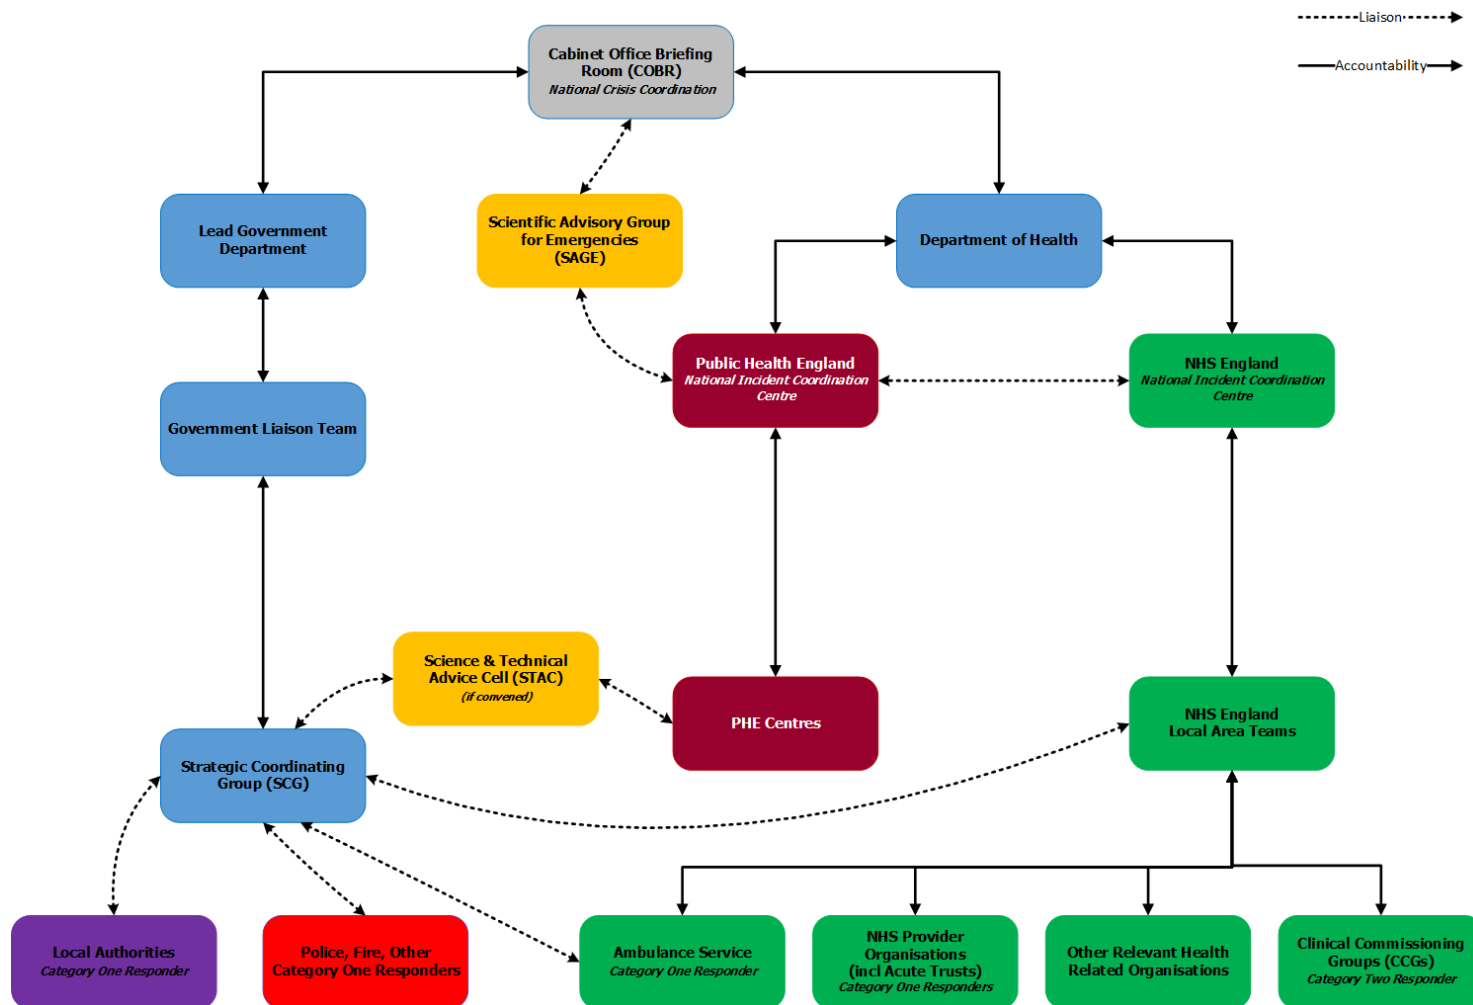 Liaison
Accountability
Cabinet Office Briefing
Room (COBR)
National Crisis Coordination
Lead Government
Department
Scientific Advisory Group
for Emergencies
(SAGE)
Department of Health
Public Health England
National Incident Coordination
Centre
NHS England
National Incident Coordination
Centre
Government Liaison Team
Science & Technical
Advice Cell (STAC)
(if convened)
PHE Centres
NHS England
Local Area Teams
Strategic Coordinating
Group (SCG)
Local Authorities
Category One Responder
Police, Fire, Other
Category One Responders
Ambulance Service
Category One Responder
NHS Provider
Organisations
(incl Acute Trusts)
Category One Responders
Other Relevant Health
Related Organisations
Clinical Commissioning
Groups (CCGs)
Category Two Responder